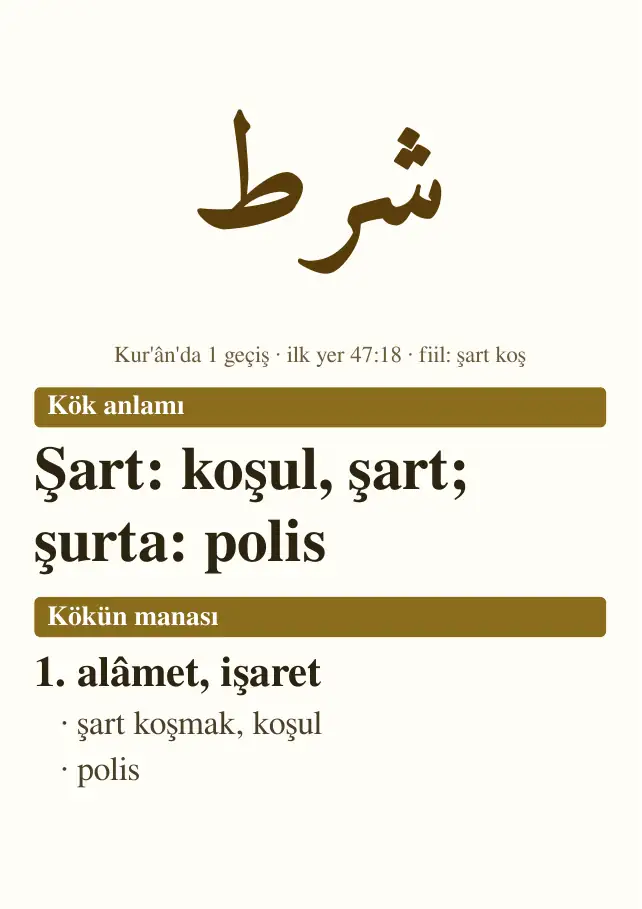 شرط
Kur'ân'da 1 geçiş · ilk yer 47:18 · fiil: şart koş
Kök anlamı
Şart: koşul, şart;
şurta: polis
Kökün manası
1. alâmet, işaret
· şart koşmak, koşul
· polis